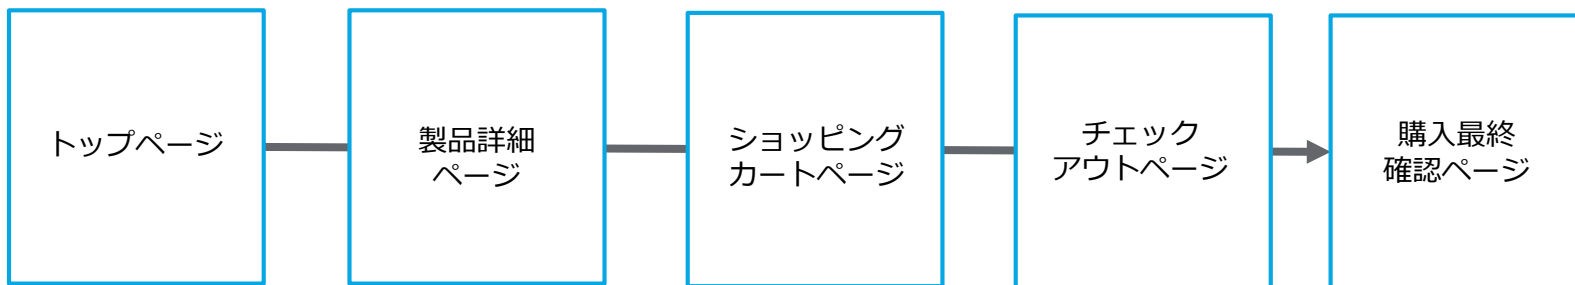 トップページ
製品詳細
ページ
ショッピング
カートページ
チェック
アウトページ
購入最終
確認ページ